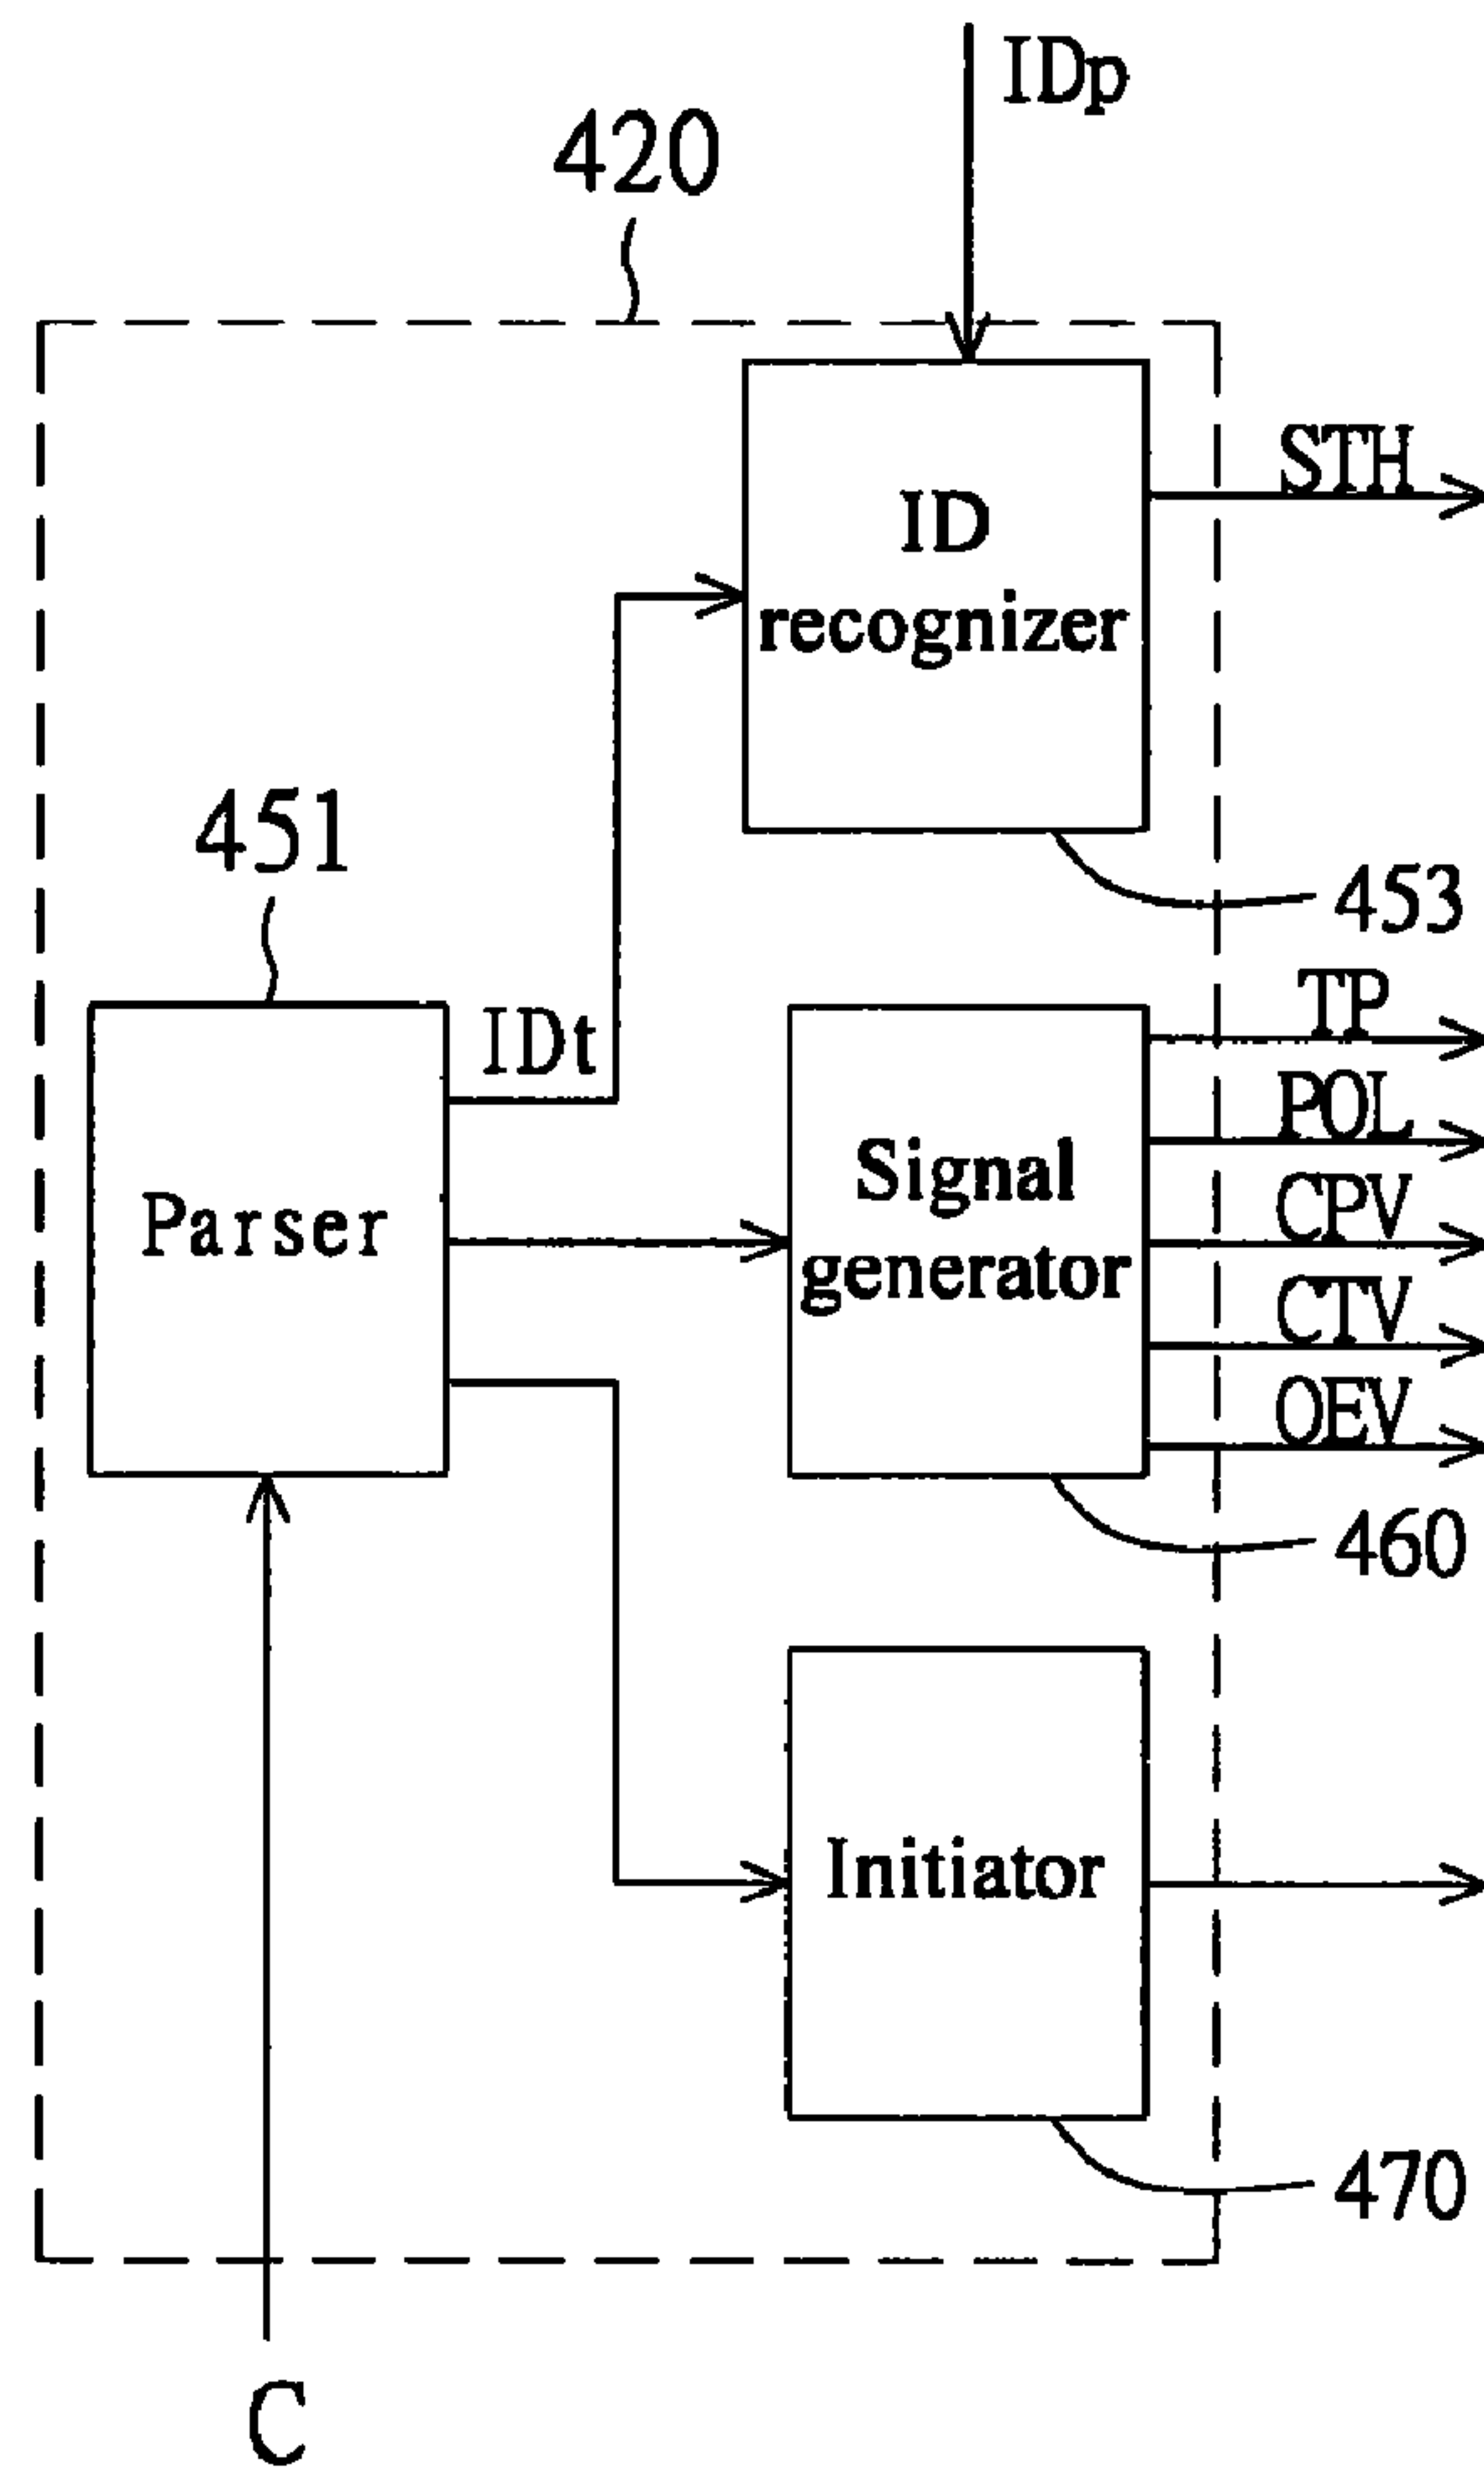 IDp
420
STH
ID
recognizer
451
453
IDt
TP
POL
Parser
Signal
generator
CPV
CTV
OEV
460
Initiator
470
C